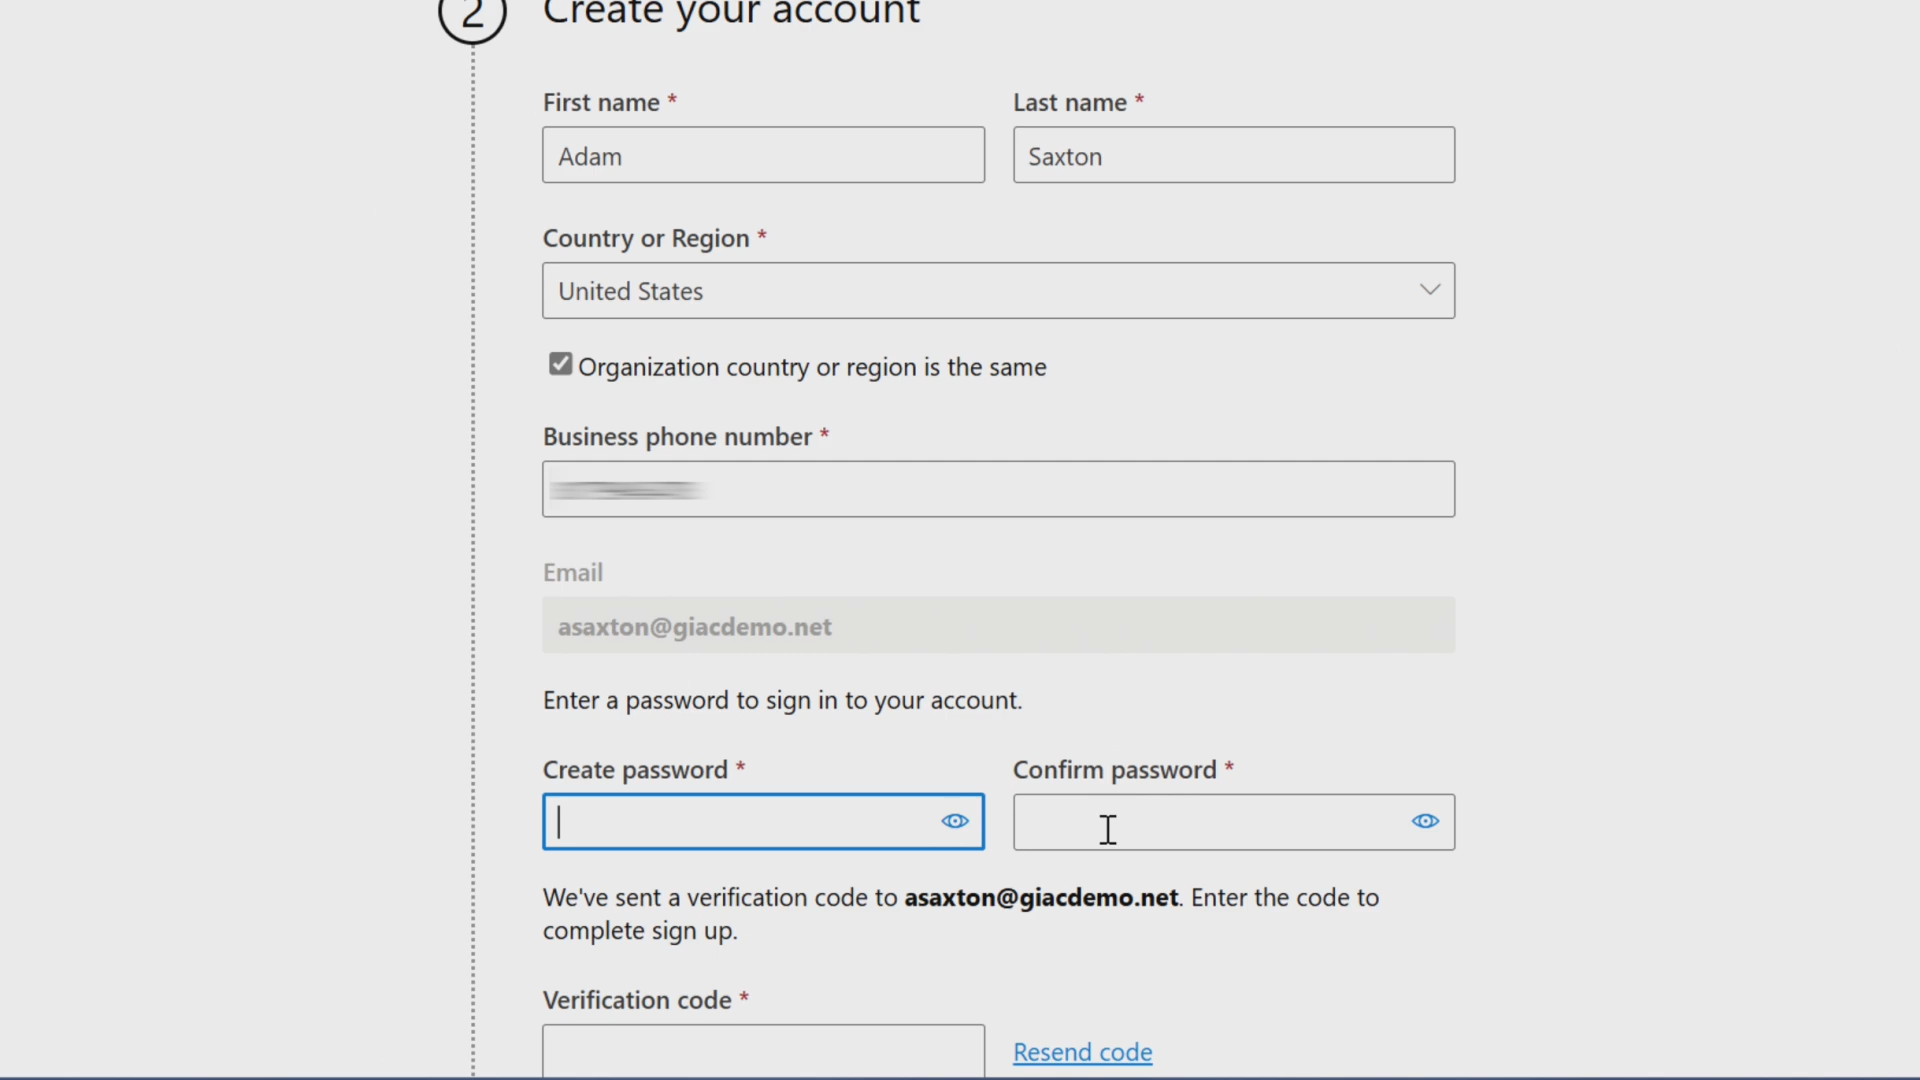 2 Create your account
First name * Last name *
Adam Saxton
Country or Region *
United States
Organization country or region is the same
Business phone number *
Email
asaxton@giacdemo.net
Enter a password to sign in to your account.
Create password * Confirm password *
We've sent a verification code to asaxton@giacdemo.net. Enter the code to
complete sign up.
Verification code *
Resend code